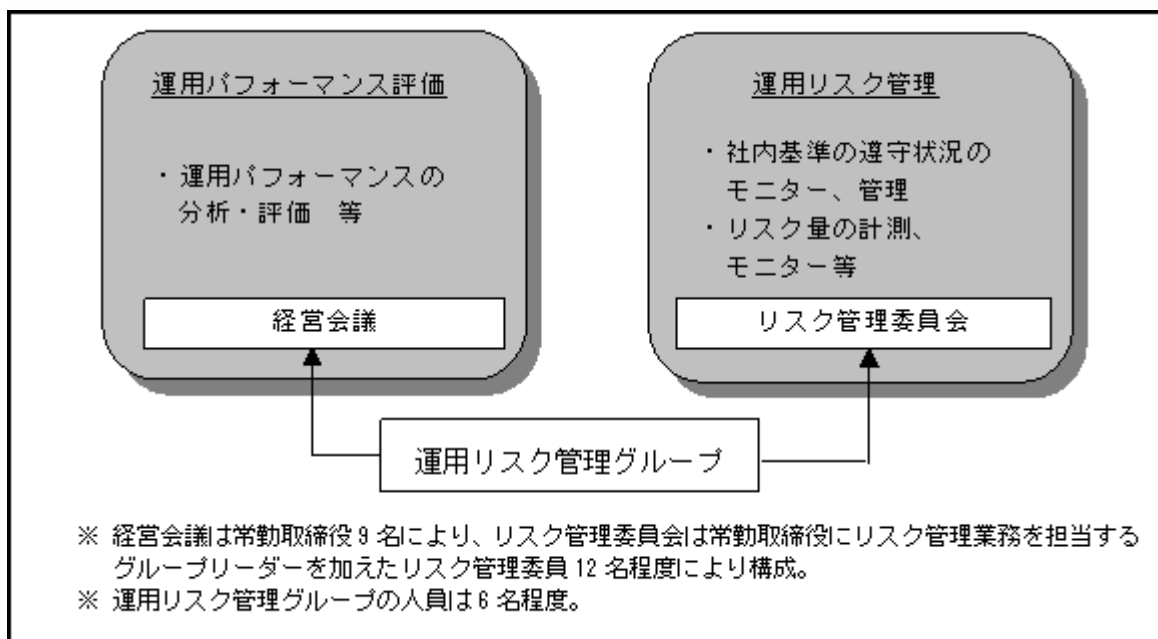 運用パフォーマンス評価
・運用パフォーマンスの
分析・評価　等
経営会議
運用リスク管理
・社内基準の遵守状況の
モニター、管理
・リスク量の計測、
モニター等
リスク管理委員会
運用リスク管理グループ
※ 経営会議は常勤取締役9名により、リスク管理委員会は常勤取締役にリスク管理業務を担当する
グループリーダーを加えたリスク管理委員12名程度により構成。
※ 運用リスク管理グループの人員は6名程度。